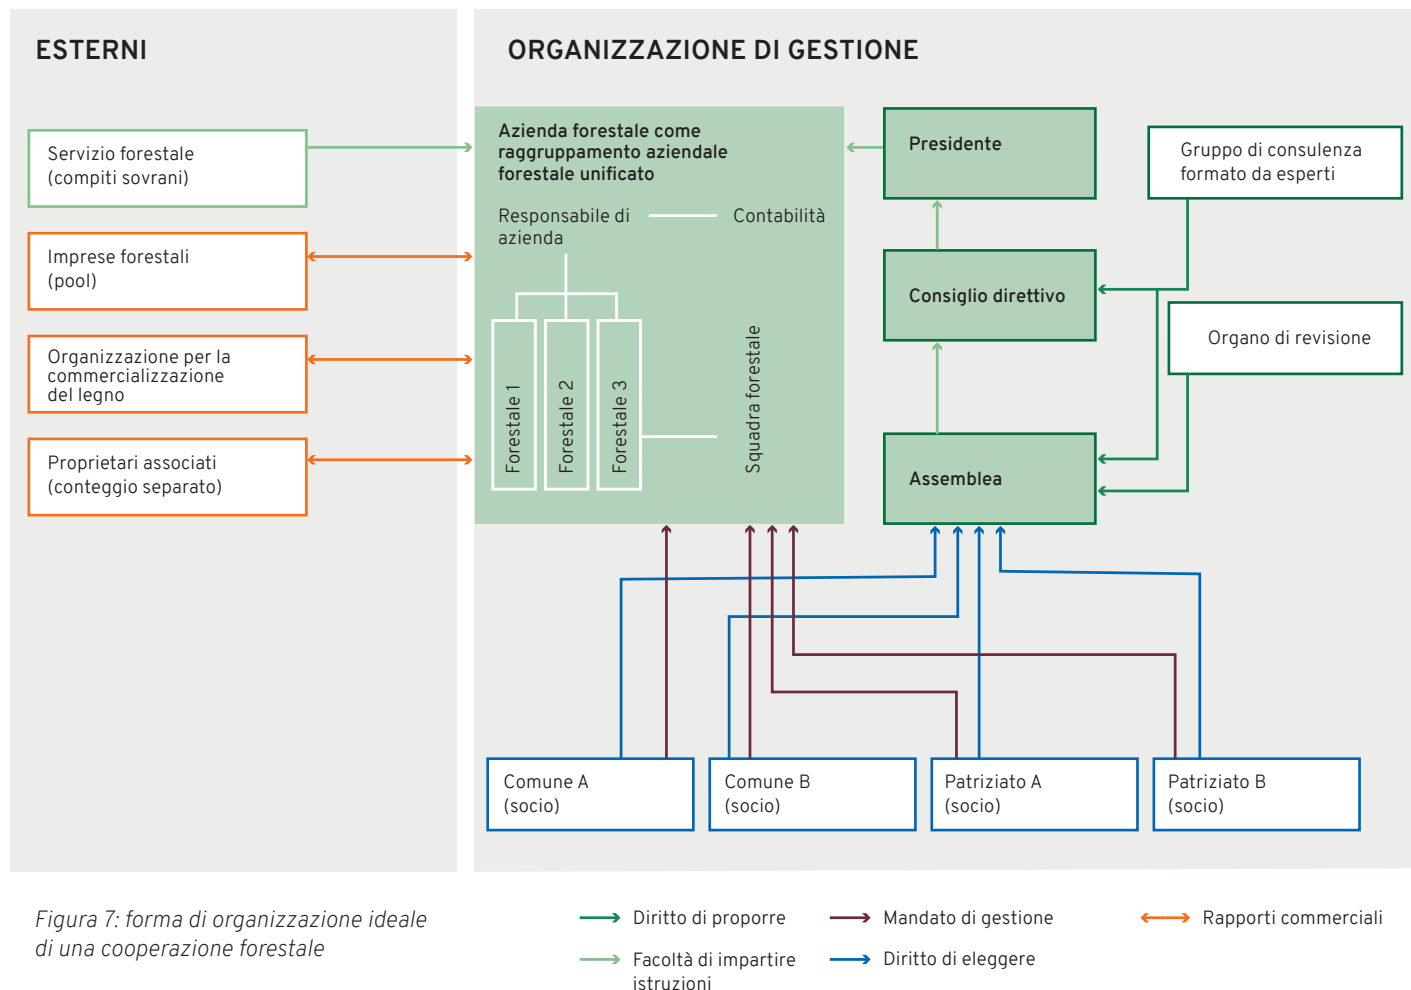 ESTERNI
Servizio forestale
(compiti sovrani)
Imprese forestali
(pool)
Organizzazione per la
commercializzazione
del legno
Proprietari associati
(conteggio separato)
ORGANIZZAZIONE DI GESTIONE
Azienda forestale come
raggruppamento aziendale
forestale unificato
Responsabile di
azienda
Contabilità
Forestale 1
Forestale 2
Forestale 3
Squadra forestale
Presidente
Consiglio direttivo
Assemblea
Gruppo di consulenza
formato da esperti
Organo di revisione
Comune A
(socio)
Comune B
(socio)
Patriziato A
(socio)
Patriziato B
(socio)
Figura 7: forma di organizzazione ideale
di una cooperazione forestale
Diritto di proporre
Facoltà di impartire
istruzioni
Mandato di gestione
Diritto di eleggere
Rapporti commerciali